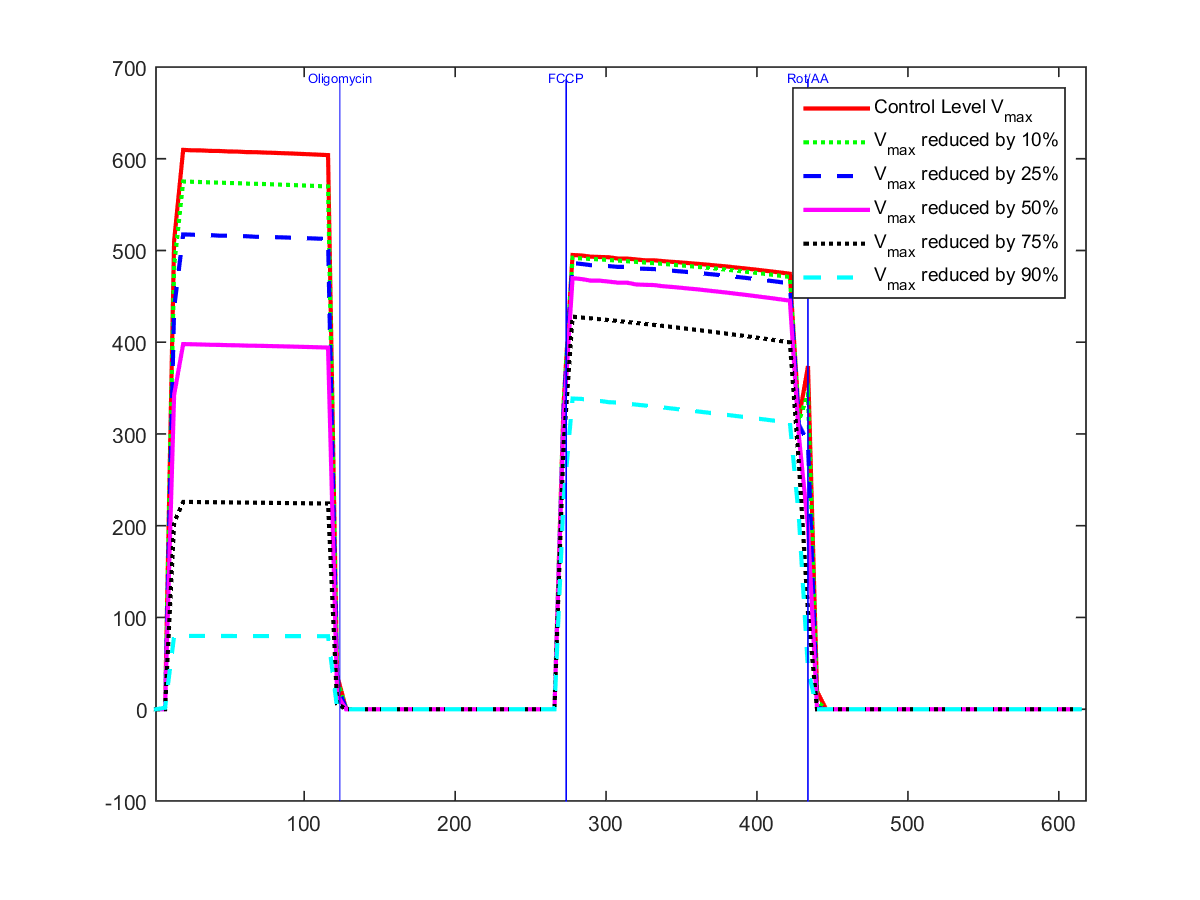 700
600
500
400
300
200
100
0
-100
100
200
300
400
500
600
Oligomycin
FCCP
Rot/AA
Control Level Vmax
Vmax reduced by 10%
Vmax reduced by 25%
Vmax reduced by 50%
Vmax reduced by 75%
Vmax reduced by 90%